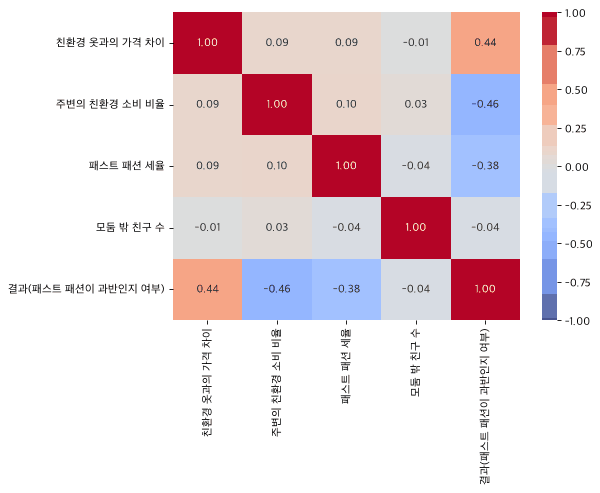 친환경 옷과의 가격 차이 1.00 0.09 0.09 -0.01 0.44
주변의 친환경 소비 비율 0.09 1.00 0.10 0.03 -0.46
패스트 패션 세율 0.09 0.10 1.00 -0.04 -0.38
모둠 밖 친구 수 -0.01 0.03 -0.04 1.00 -0.04
결과(패스트 패션이 과반인지 여부) 0.44 -0.46 -0.38 -0.04 1.00
친환경 옷과의 가격 차이
주변의 친환경 소비 비율
패스트 패션 세율
모둠 밖 친구 수
결과(패스트 패션이 과반인지 여부)
1.00
0.75
0.50
0.25
0.00
-0.25
-0.50
-0.75
-1.00